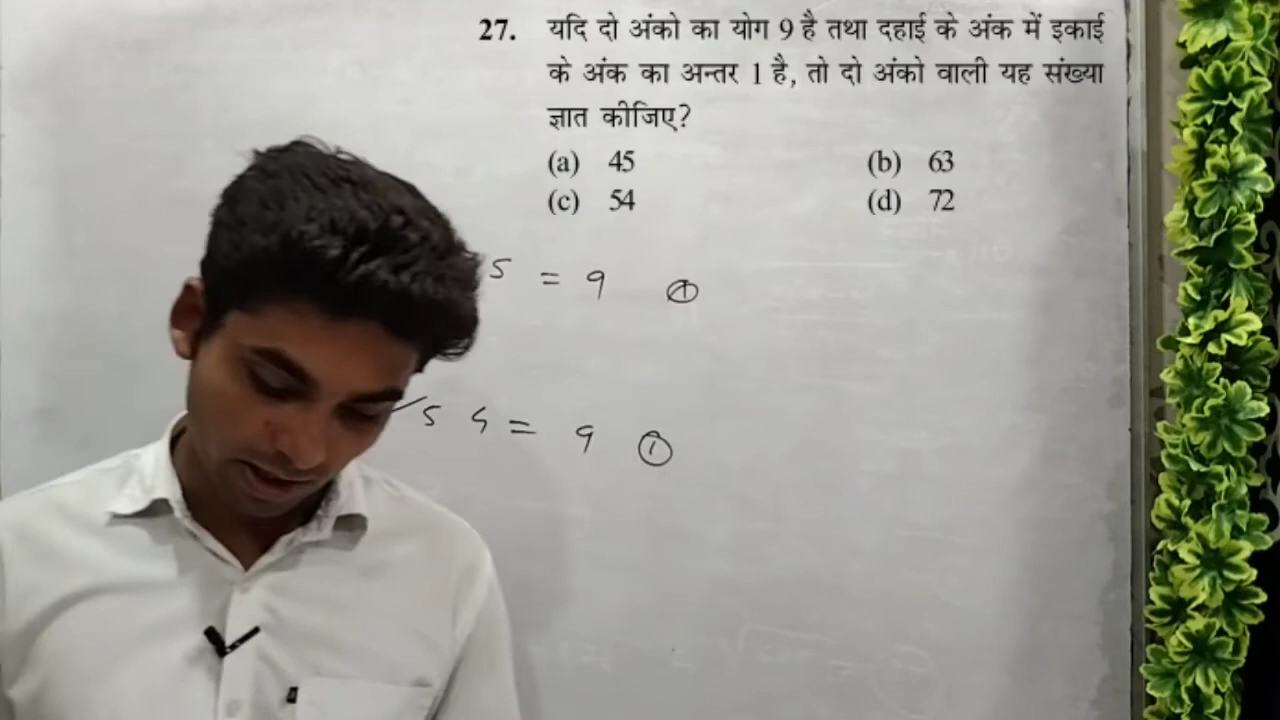 27. यदि दो अंको का योग 9 है तथा दहाई के अंक में इकाई
के अंक का अन्तर 1 है, तो दो अंको वाली यह संख्या
ज्ञात कीजिए?
(a) 45 (b) 63
(c) 54 (d) 72
5 = 9 ①
✓ 5 4 = 9 ①